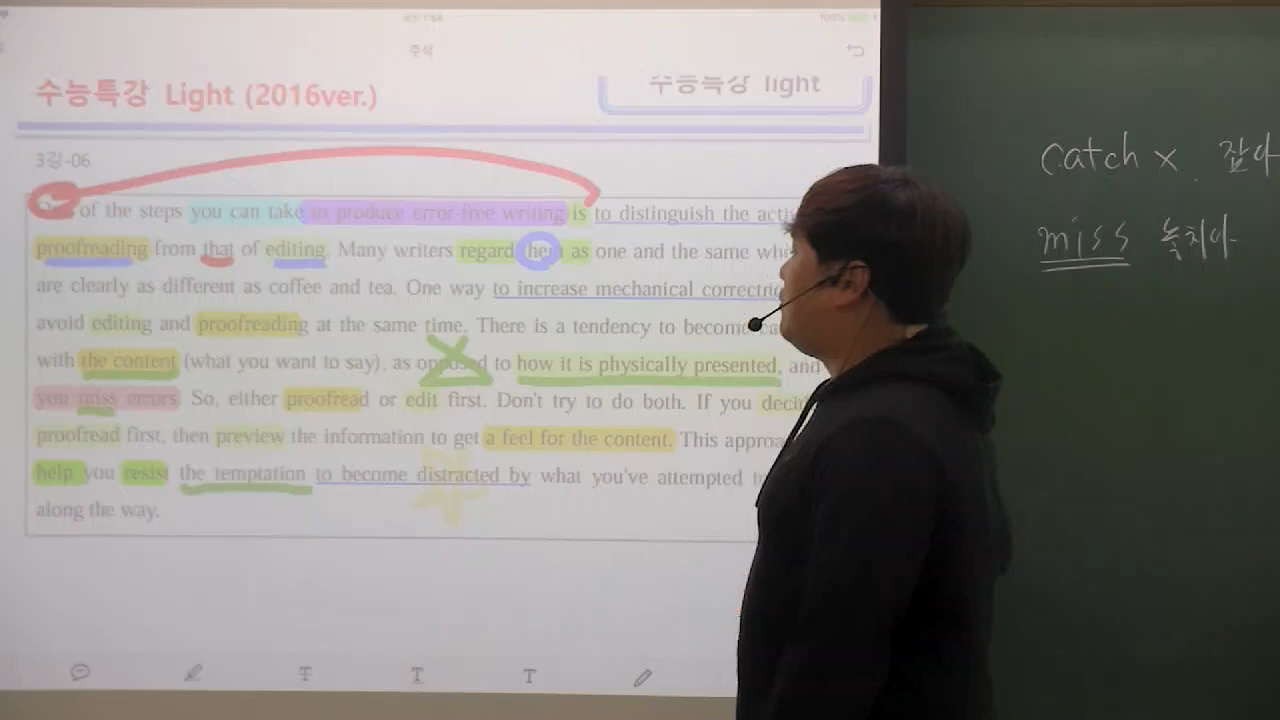 주석
수능특강 Light (2016ver.)
수능특강 light
3강-06
One of the steps you can take to produce error-free writing is to distinguish the
proofreading from that of editing. Many writers regard them as one and the same
are clearly as different as coffee and tea. One way to increase mechanical
avoid editing and proofreading at the same time. There is a tendency to become
with the content (what you want to say), as opposed to how it is physically presented, and
you miss errors. So, either proofread or edit first. Don't try to do both. If you
proofread first, then preview the information to get a feel for the content. This
help you resist the temptation to become distracted by what you've attempted
along the way.
catch x 잡아
miss 놓치다